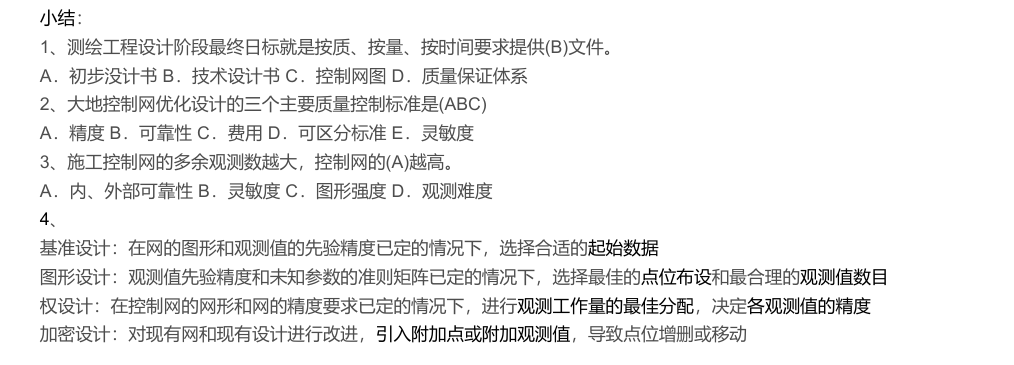 小结：
1、测绘工程设计阶段最终日标就是按质、按量、按时间要求提供(B)文件。
A．初步没计书 B．技术设计书 C．控制网图 D．质量保证体系
2、大地控制网优化设计的三个主要质量控制标准是(ABC)
A．精度 B．可靠性 C．费用 D．可区分标准 E．灵敏度
3、施工控制网的多余观测数越大，控制网的(A)越高。
A．内、外部可靠性 B．灵敏度 C．图形强度 D．观测难度
4、
基准设计：在网的图形和观测值的先验精度已定的情况下，选择合适的起始数据
图形设计：观测值先验精度和未知参数的准则矩阵已定的情况下，选择最佳的点位布设和最合理的观测值数目
权设计：在控制网的网形和网的精度要求已定的情况下，进行观测工作量的最佳分配，决定各观测值的精度
加密设计：对现有网和现有设计进行改进，引入附加点或附加观测值，导致点位增删或移动